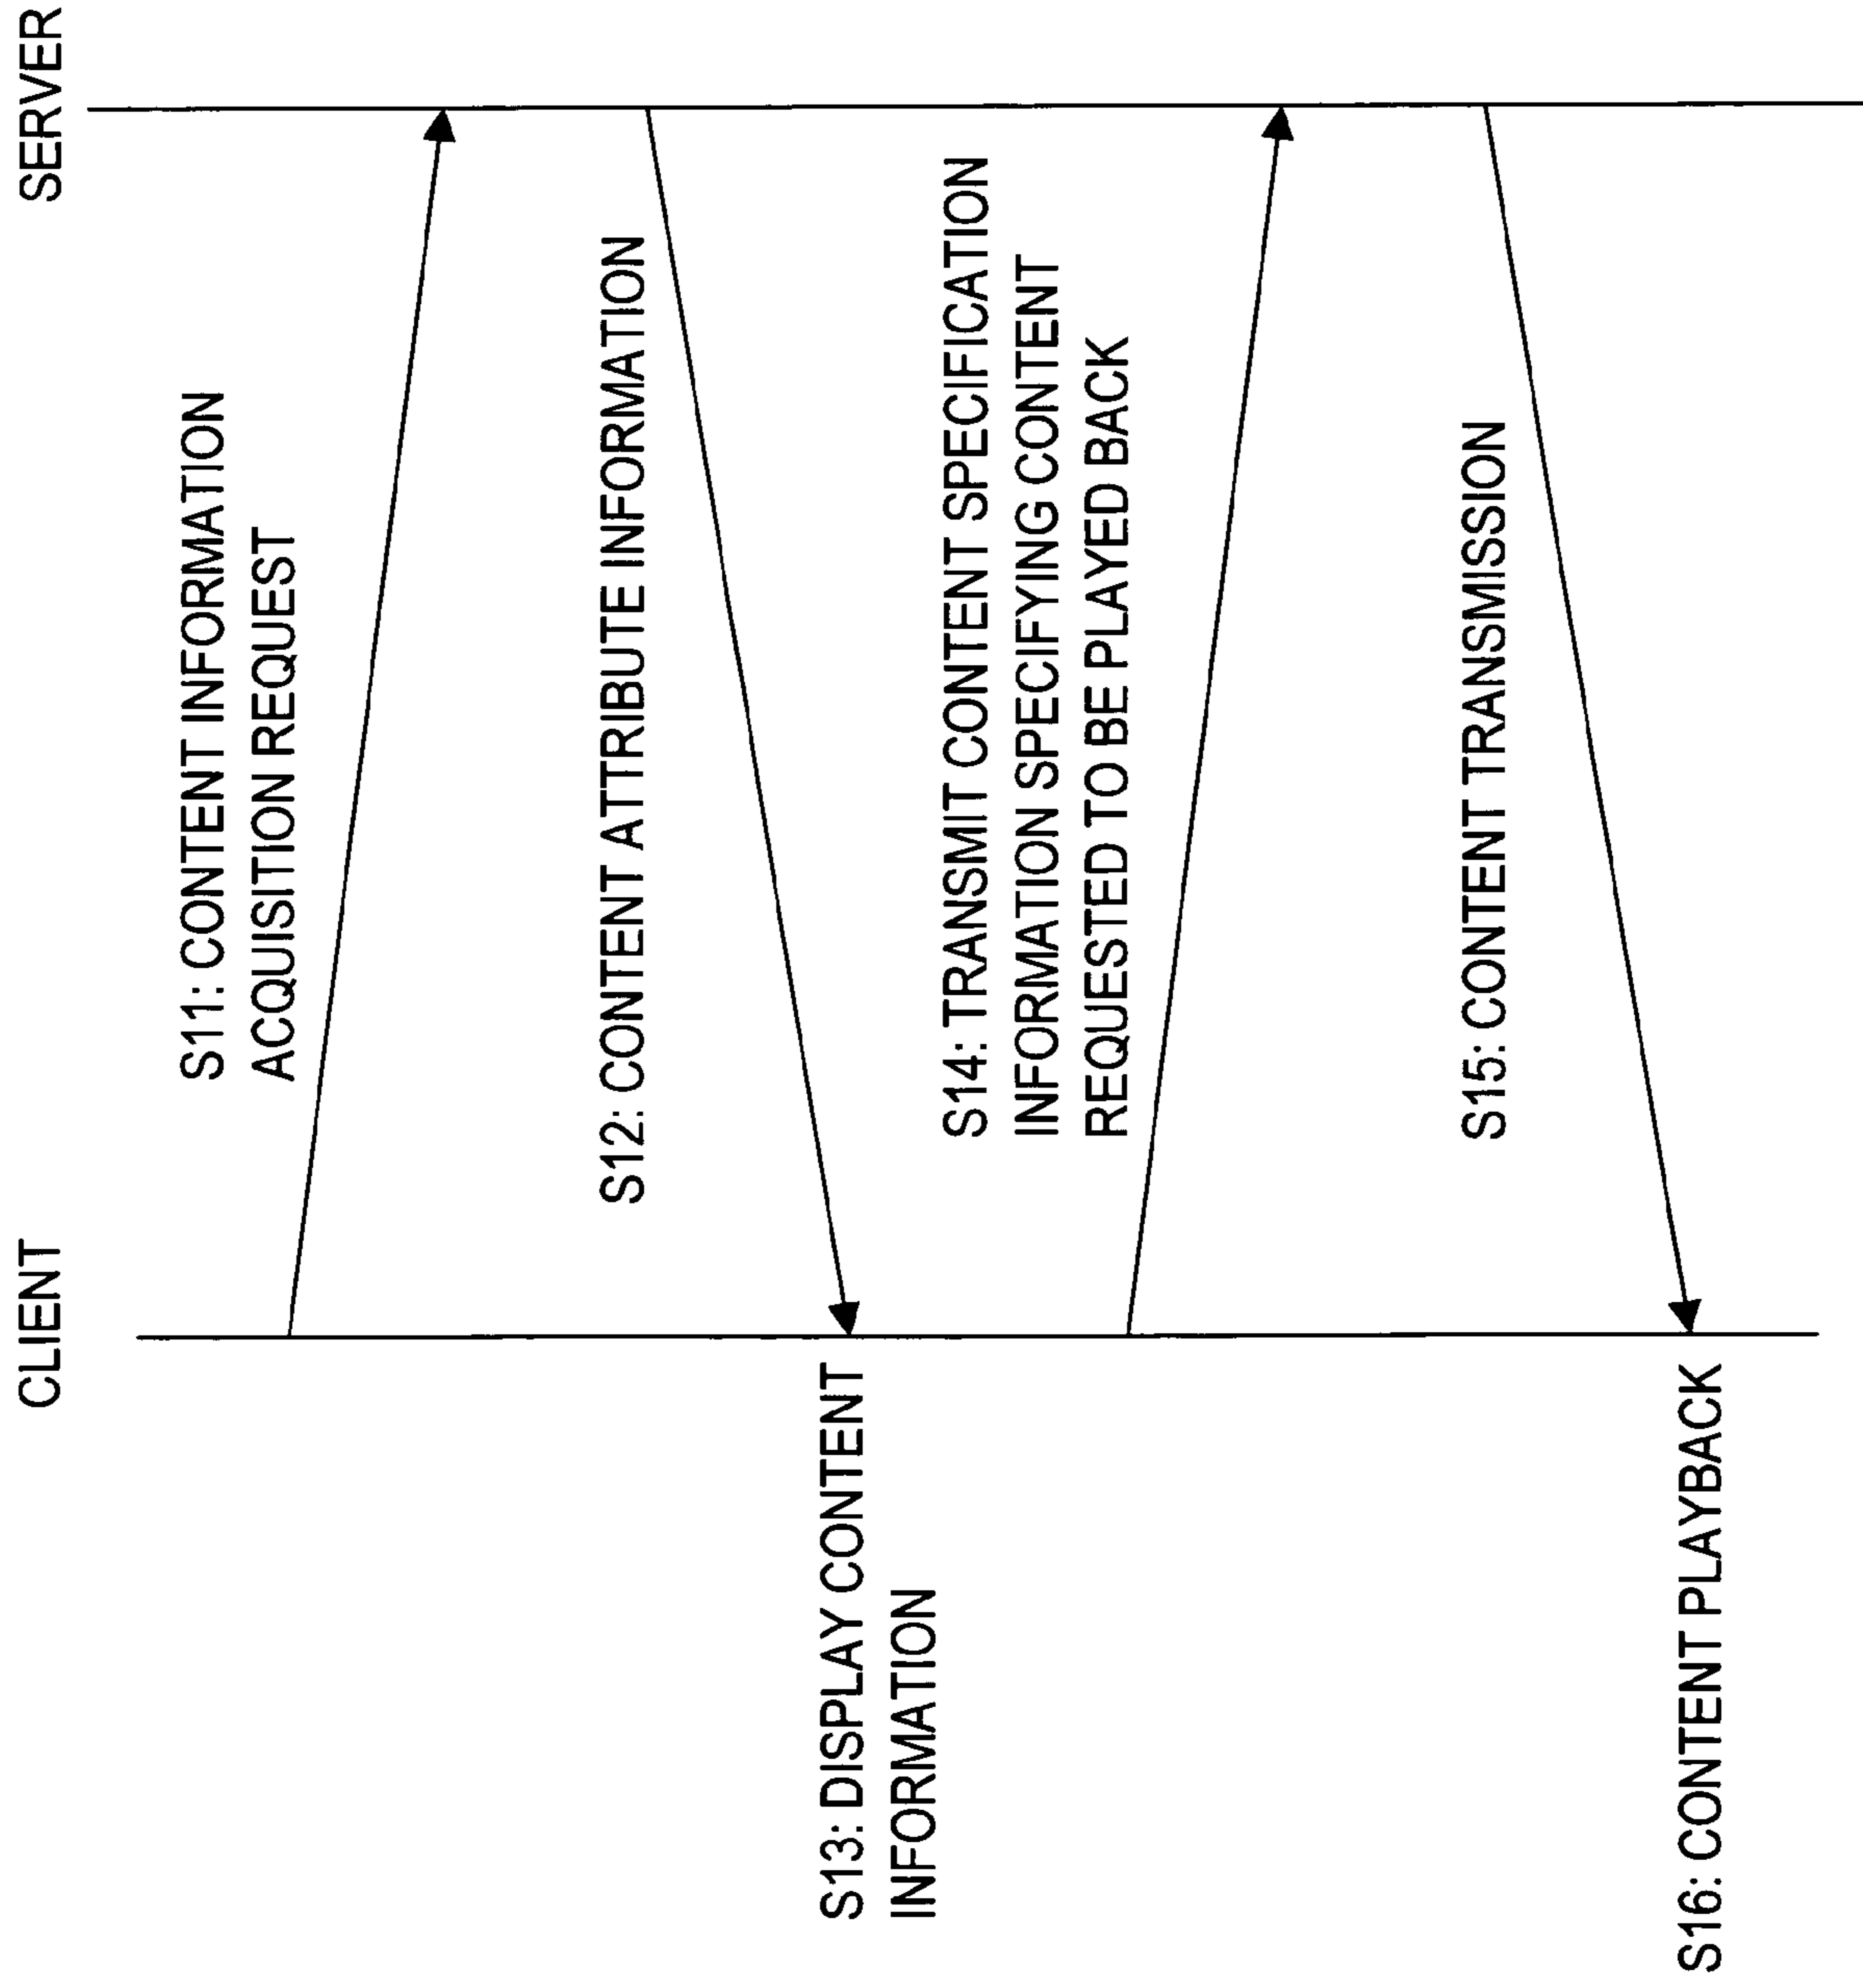 CLIENT
SERVER
S11: CONTENT INFORMATION
ACQUISITION REQUEST
S12: CONTENT ATTRIBUTE INFORMATION
S13: DISPLAY CONTENT
INFORMATION
S14: TRANSMIT CONTENT SPECIFICATION
INFORMATION SPECIFYING CONTENT
REQUESTED TO BE PLAYED BACK
S15: CONTENT TRANSMISSION
S16: CONTENT PLAYBACK